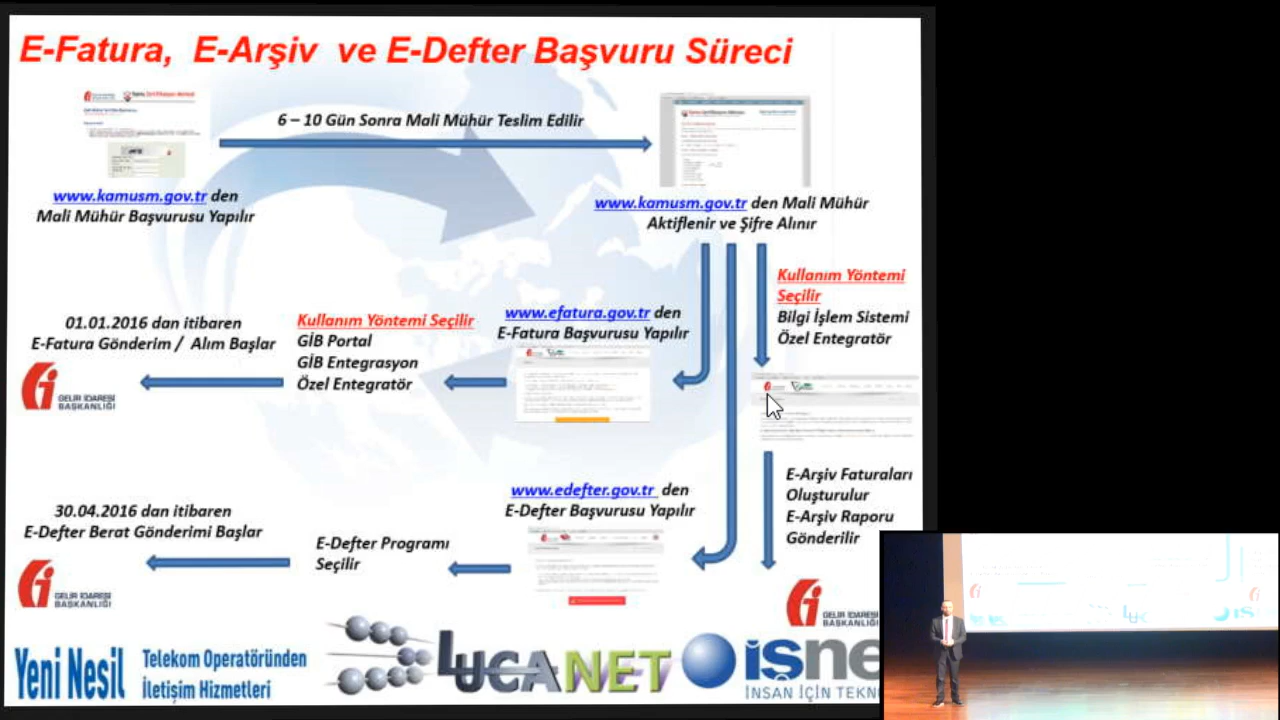 E-Fatura, E-Arşiv ve E-Defter Başvuru Süreci
6 – 10 Gün Sonra Mali Mühür Teslim Edilir
www.kamusm.gov.tr den
Mali Mühür Başvurusu Yapılır
www.kamusm.gov.tr den Mali Mühür
Aktiflenir ve Şifre Alınır
Kullanım Yöntemi
Seçilir
Bilgi İşlem Sistemi
Özel Entegratör
www.efatura.gov.tr den
E-Fatura Başvurusu Yapılır
Kullanım Yöntemi Seçilir
GİB Portal
GİB Entegrasyon
Özel Entegratör
01.01.2016 dan itibaren
E-Fatura Gönderim / Alım Başlar
GELİR İDARESİ
BAŞKANLIĞI
E-Arşiv Faturaları
Oluşturulur
E-Arşiv Raporu
Gönderilir
www.edefter.gov.tr den
E-Defter Başvurusu Yapılır
E-Defter Programı
Seçilir
30.04.2016 dan itibaren
E-Defter Berat Gönderimi Başlar
GELİR İDARESİ
BAŞKANLIĞI
GELİR İDARESİ
BAŞKANLIĞI
Yeni Nesil
Telekom Operatöründen
İletişim Hizmetleri
LUCANET
işne
İNSAN İÇİN TEKN